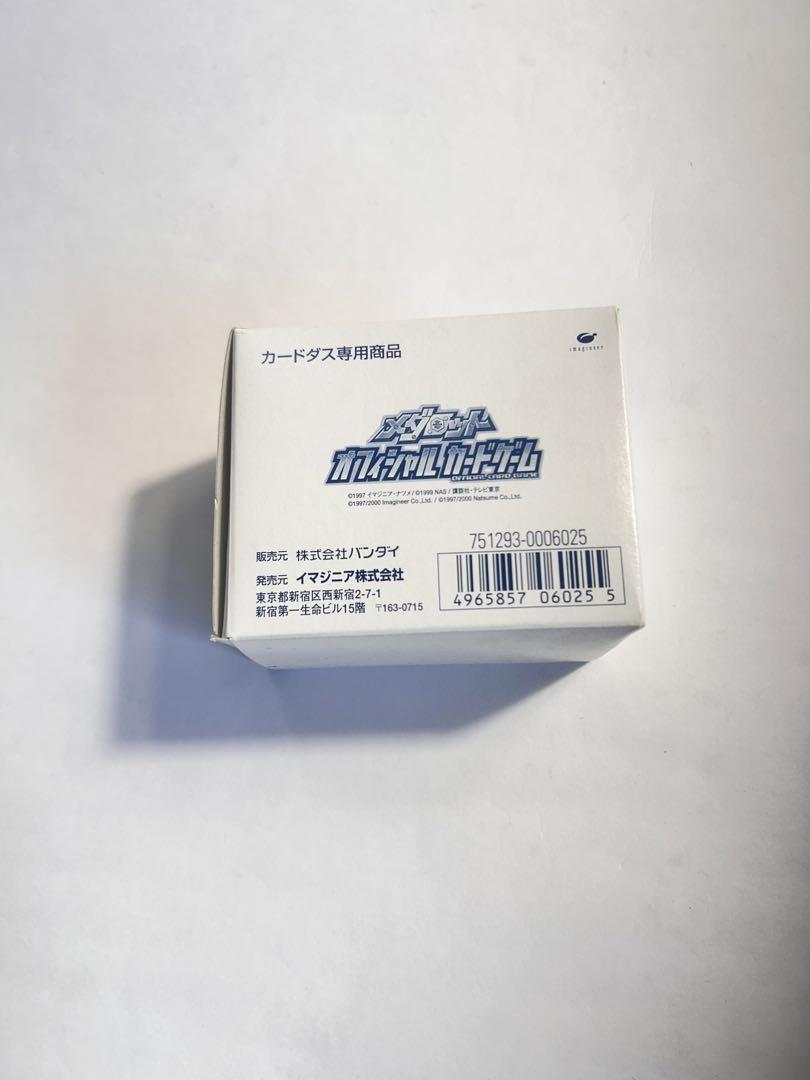 カードダス専用商品
imagineer
メダロット
オフィシャルカードゲーム
OFFICIAL CARD GAME
©1997 イマジニア・ナツメ/©1999 NAS / 講談社・テレビ東京
©1997/2000 Imagineer Co.,Ltd. / ©1997/2000 Natsume Co.,Ltd.
751293-0006025
販売元 株式会社バンダイ
発売元 イマジニア株式会社
東京都新宿区西新宿2-7-1
新宿第一生命ビル15階 〒163-0715
4965857 06025 5